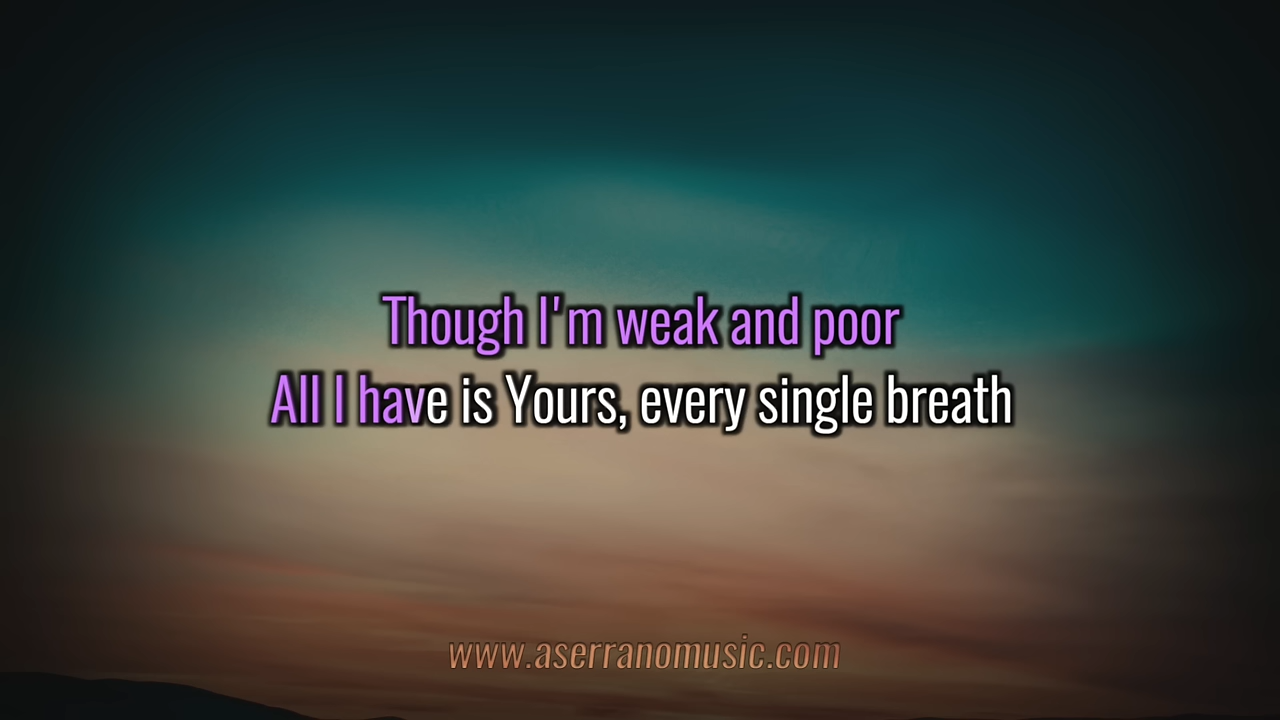 Though I'm weak and poor
All I have is Yours, every single breath
www.aserranomusic.com